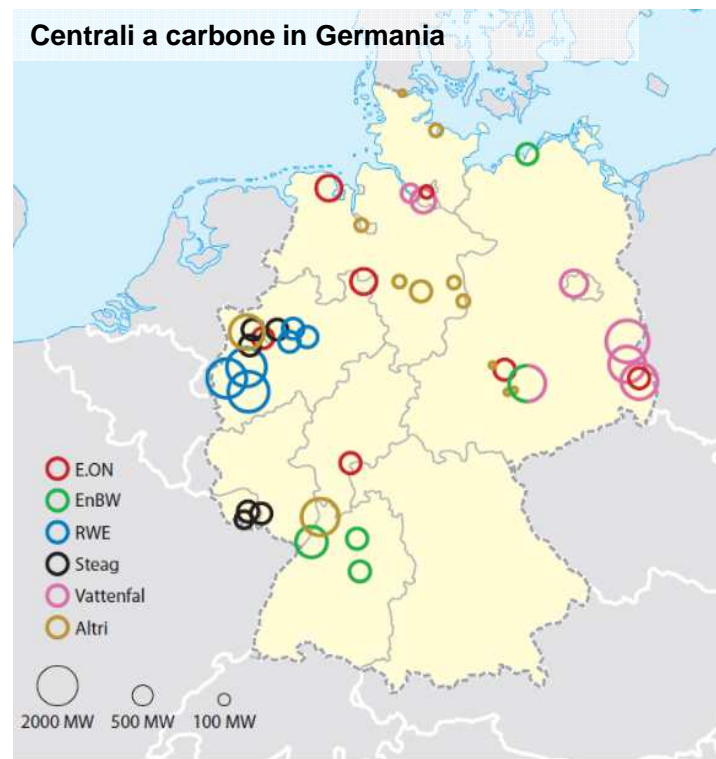 Centrali a carbone in Germania
E.ON
EnBW
RWE
Steag
Vattenfal
Altri
2000 MW 500 MW 100 MW